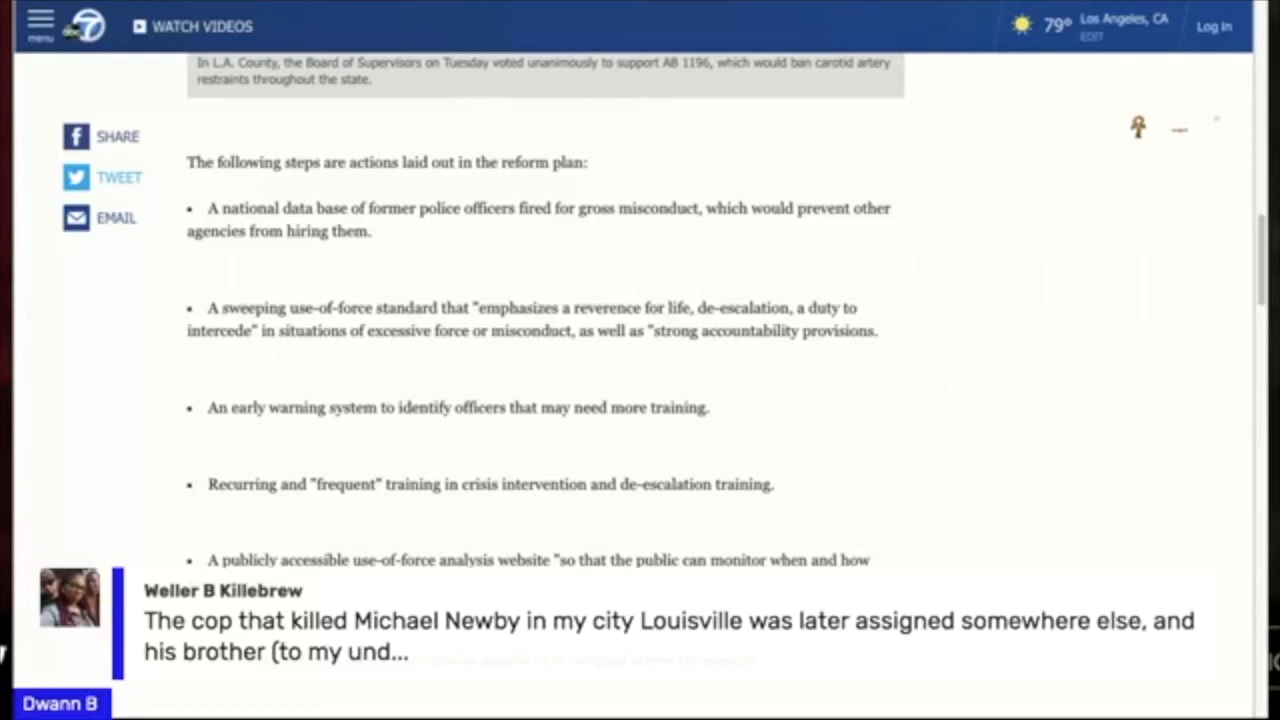 menu
abc 7
WATCH VIDEOS
79°
Los Angeles, CA
EDIT
Log In
In L.A. County, the Board of Supervisors on Tuesday voted unanimously to support AB 1196, which would ban carotid artery
restraints throughout the state.
SHARE
TWEET
EMAIL
The following steps are actions laid out in the reform plan:
• A national data base of former police officers fired for gross misconduct, which would prevent other
agencies from hiring them.
• A sweeping use-of-force standard that "emphasizes a reverence for life, de-escalation, a duty to
intercede" in situations of excessive force or misconduct, as well as "strong accountability provisions.
• An early warning system to identify officers that may need more training.
• Recurring and "frequent" training in crisis intervention and de-escalation training.
• A publicly accessible use-of-force analysis website "so that the public can monitor when and how
Weller B Killebrew
The cop that killed Michael Newby in my city Louisville was later assigned somewhere else, and
his brother (to my und...
Dwann B